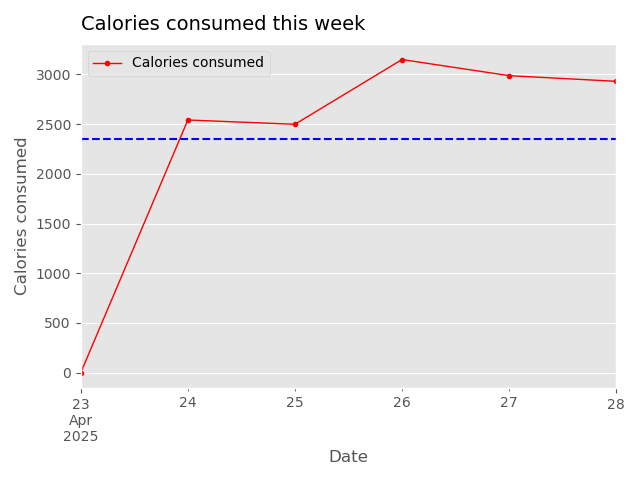 Calories consumed this week
Calories consumed
3000
2500
2000
1500
1000
500
0
Calories consumed
23 24 25 26 27 28
Apr
2025
Date